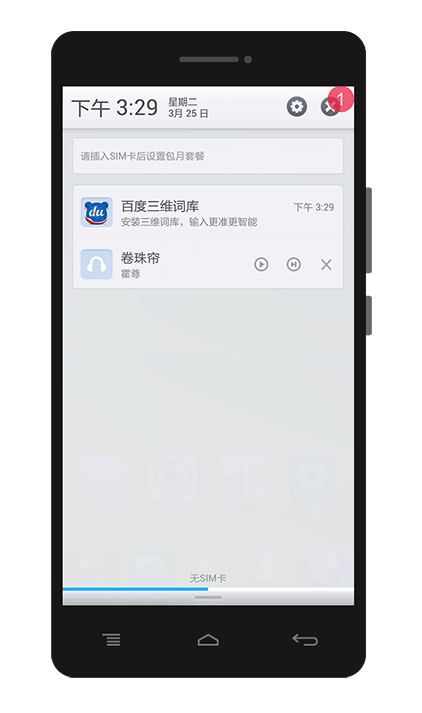 下午 3:29
星期二
3月 25 日
1
请插入SIM卡后设置包月套餐
百度三维词库
下午 3:29
安装三维词库，输入更准更智能
du
卷珠帘
霍尊
无SIM卡